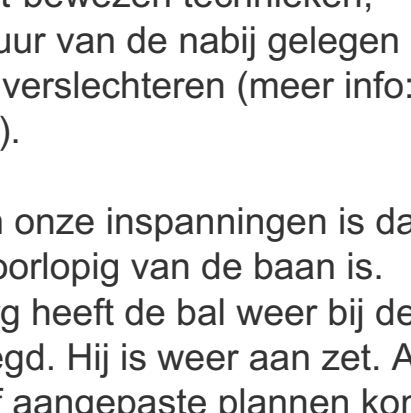 t bewezen technieken,
uur van de nabij gelegen
verslechteren (meer info:
).
n onze inspanningen is da
oorlopig van de baan is.
g heeft de bal weer bij de
egd. Hij is weer aan zet. A
f aangepaste plannen kor